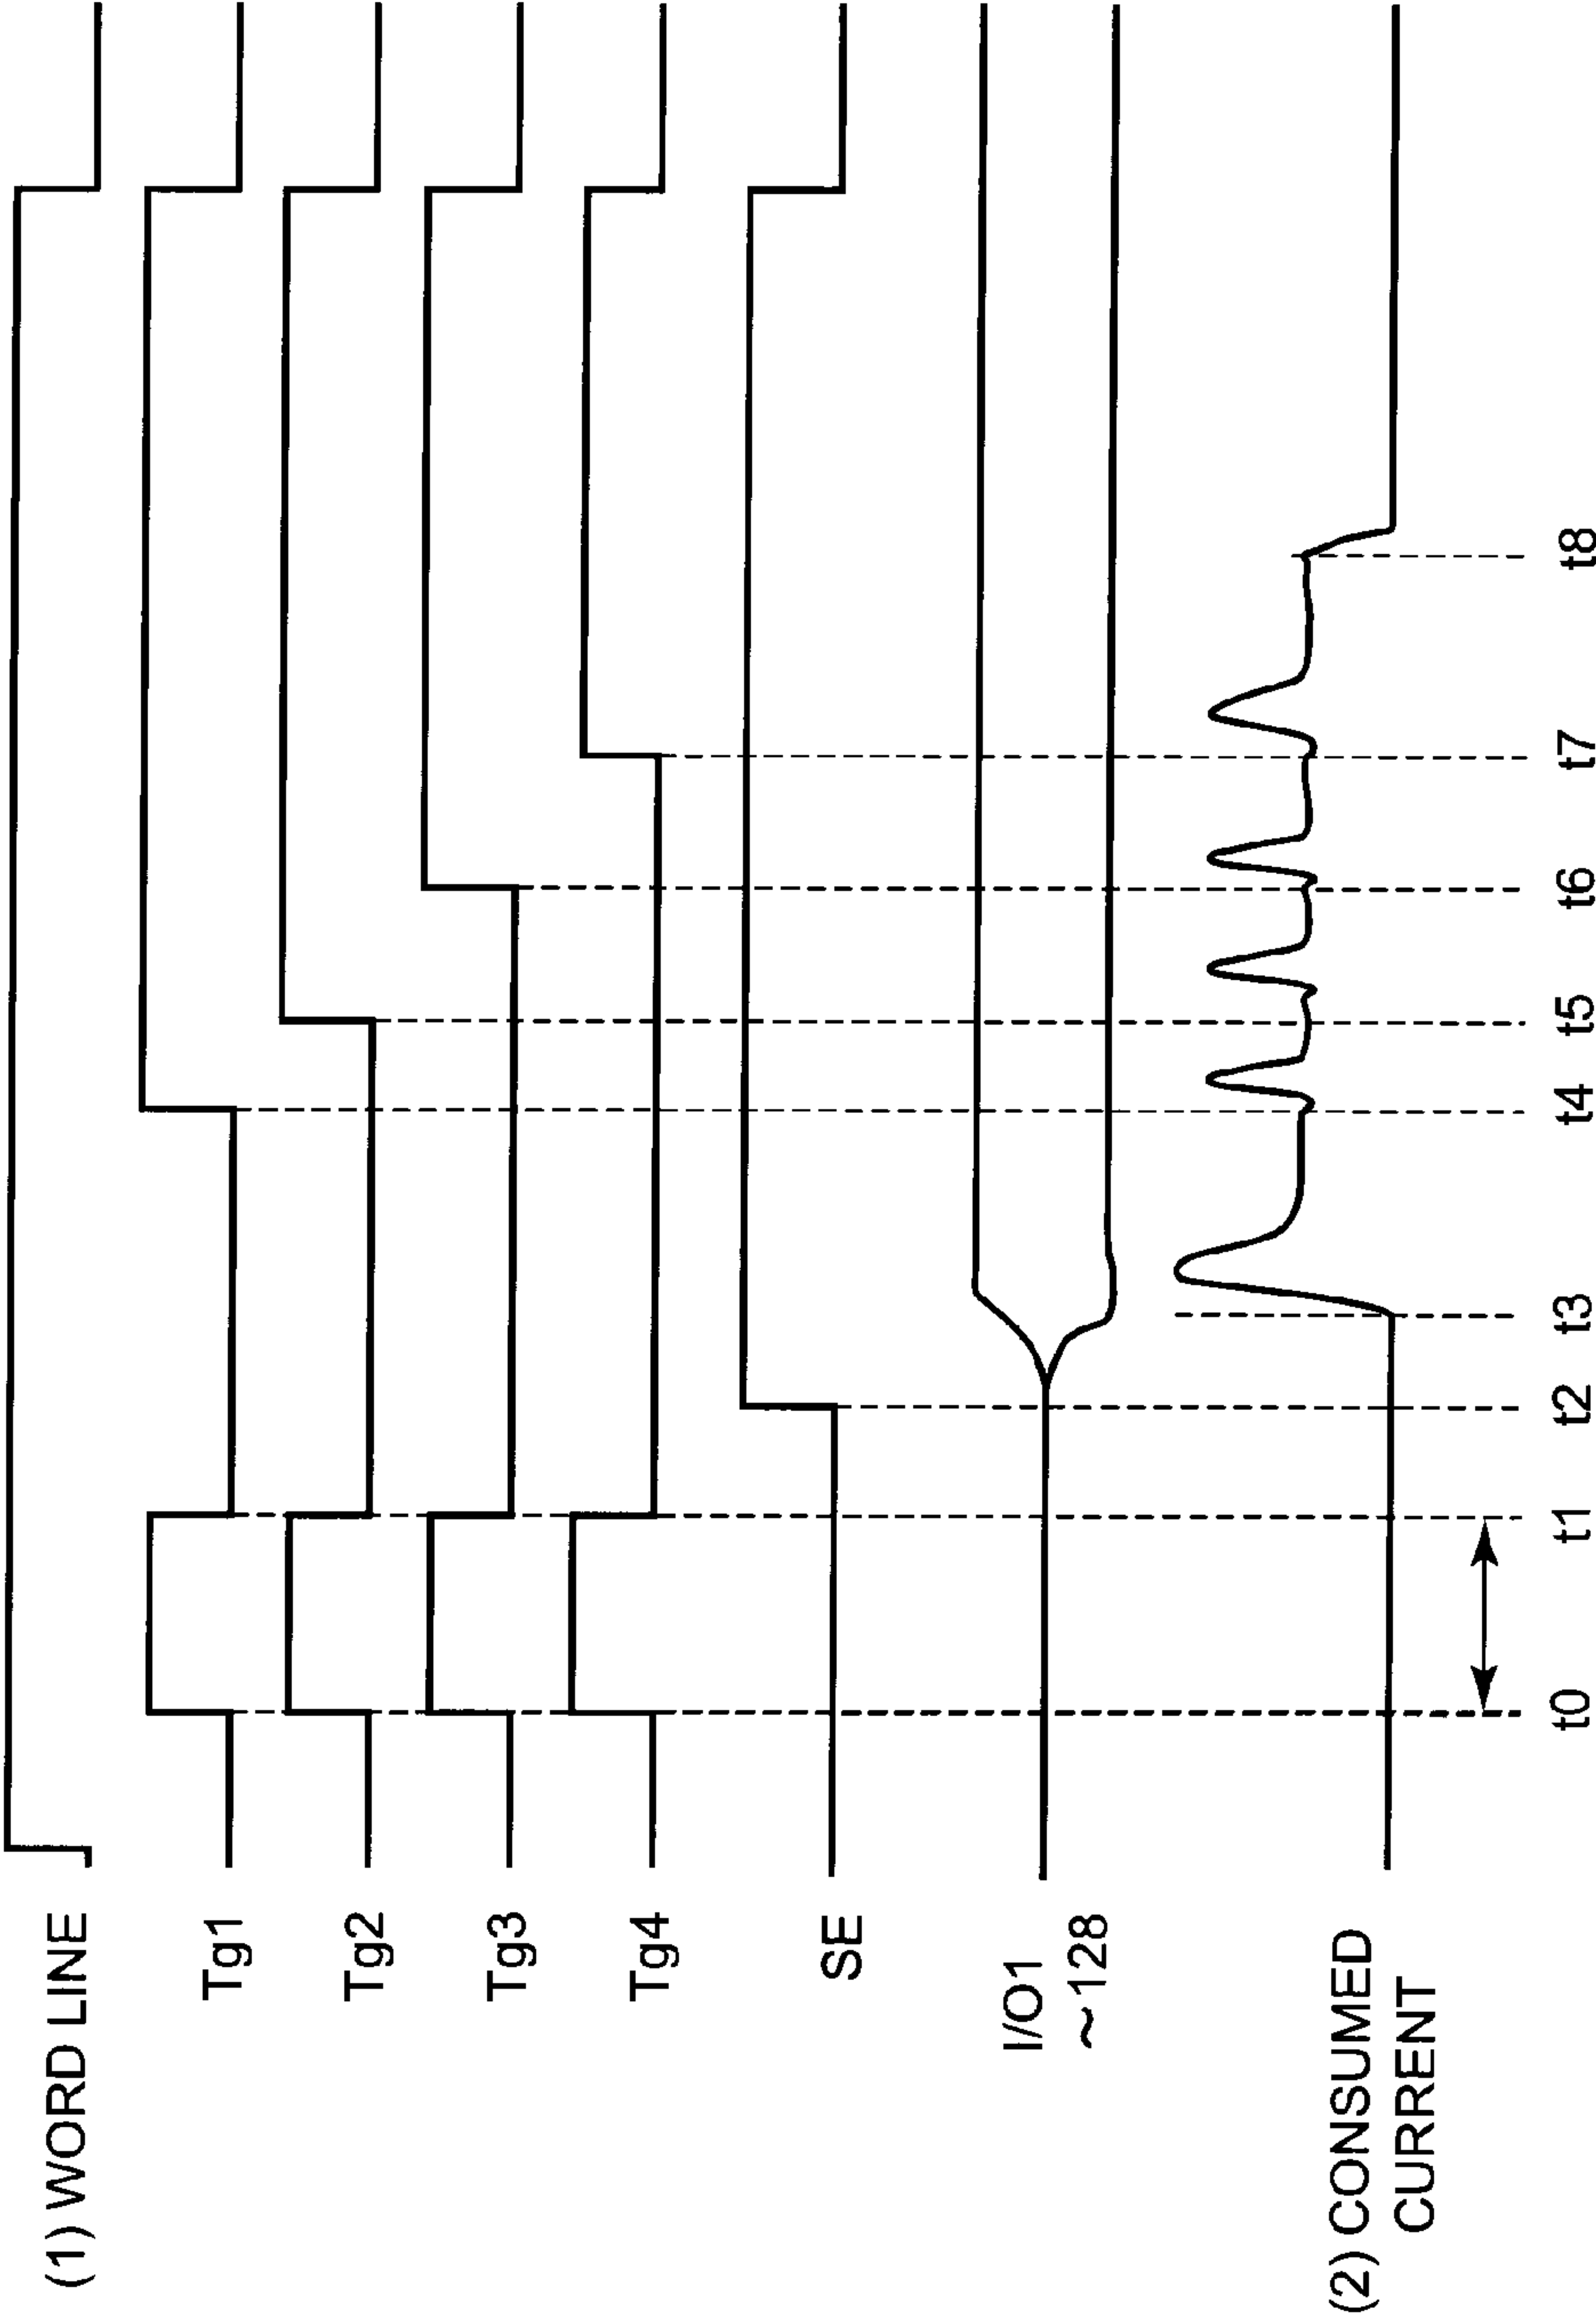 (1) WORD LINE
Tg1
Tg2
Tg3
Tg4
SE
I/O1
~128
(2) CONSUMED
CURRENT
t0
t1
t2
t3
t4
t5
t6
t7
t8